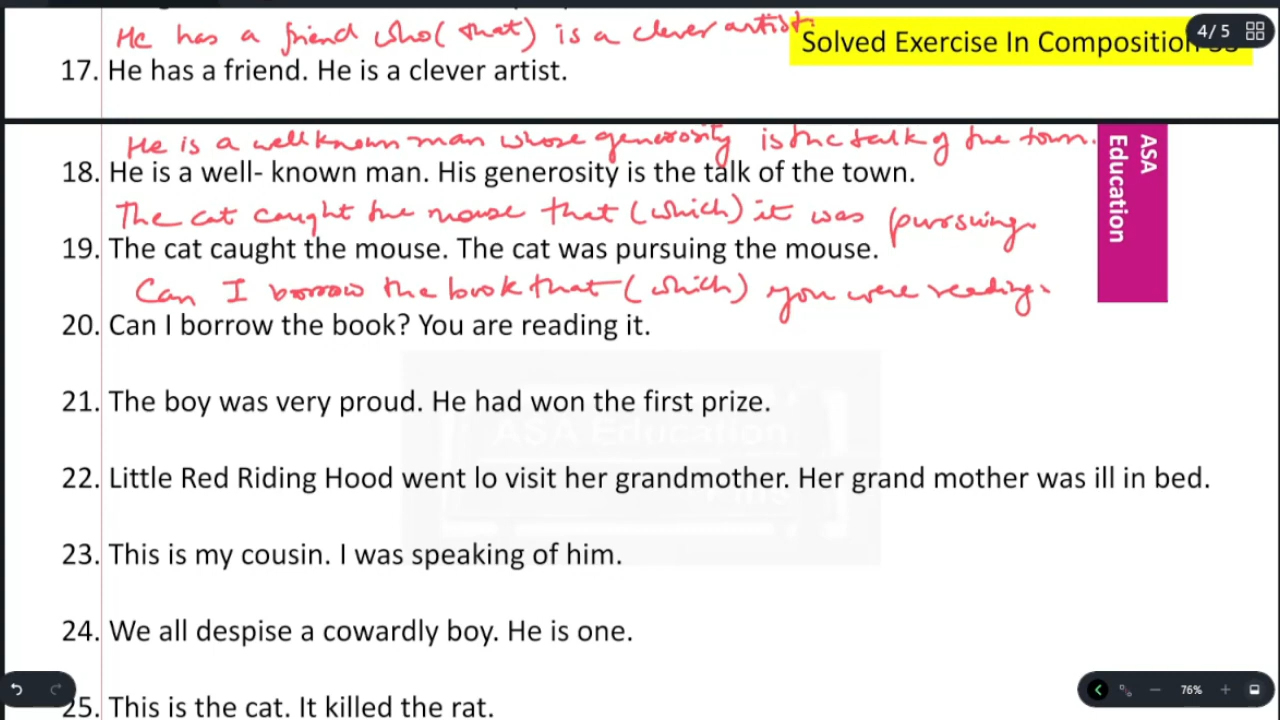 He has a friend who (that) is a clever artist.
Solved Exercise In Composition
4/5
17. He has a friend. He is a clever artist.
He is a well known man whose generosity is the talk of the town.
ASA
Education
18. He is a well- known man. His generosity is the talk of the town.
The cat caught the mouse that (which) it was pursuing.
19. The cat caught the mouse. The cat was pursuing the mouse.
Can I borrow the book that (which) you were reading.
20. Can I borrow the book? You are reading it.
21. The boy was very proud. He had won the first prize.
ASA Education
22. Little Red Riding Hood went lo visit her grandmother. Her grand mother was ill in bed.
23. This is my cousin. I was speaking of him.
24. We all despise a cowardly boy. He is one.
76%
25. This is the cat. It killed the rat.